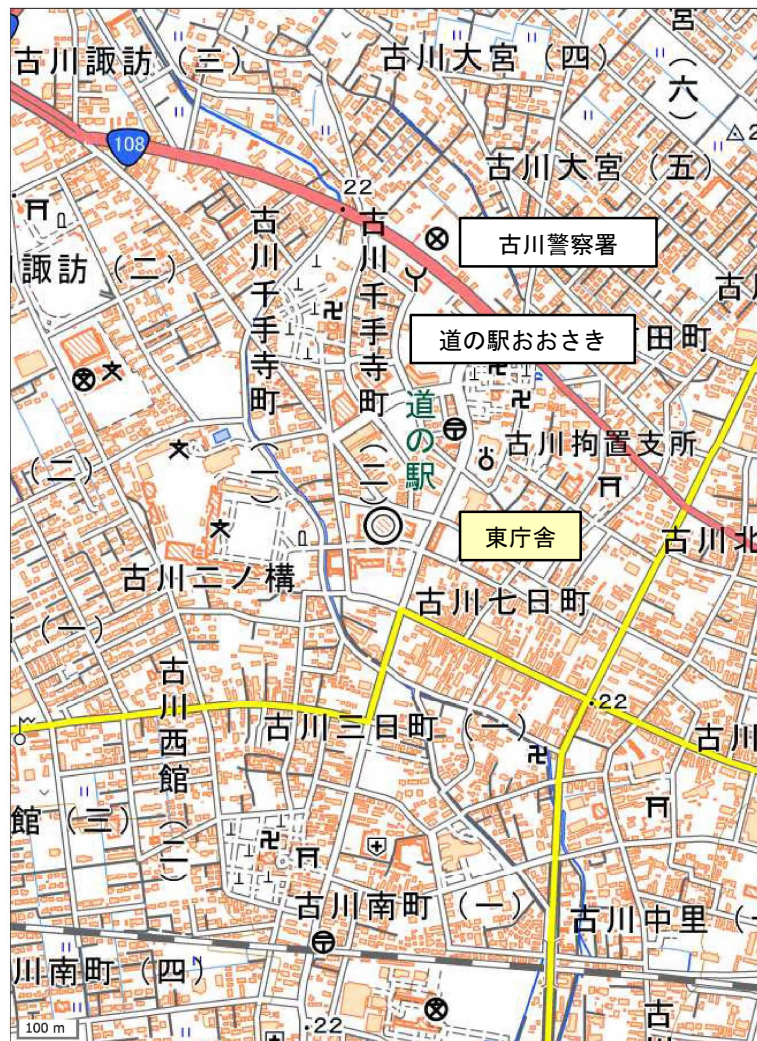 古川諏訪（三）
古川大宮（四）
宮（六）
108
22
古川大宮（五）
古川千手寺町（一）
古川千手寺町（二）
古川警察署
諏訪（二）
道の駅おおさき
田町
道の駅
古川拘置支所
（二）
東庁舎
古川北
古川二ノ構
古川七日町
（一）
古川西館（二）
22
古川三日町（一）
古川
館（三）
古川南町（一）
古川中里（
川南町（四）
22
古
100 m